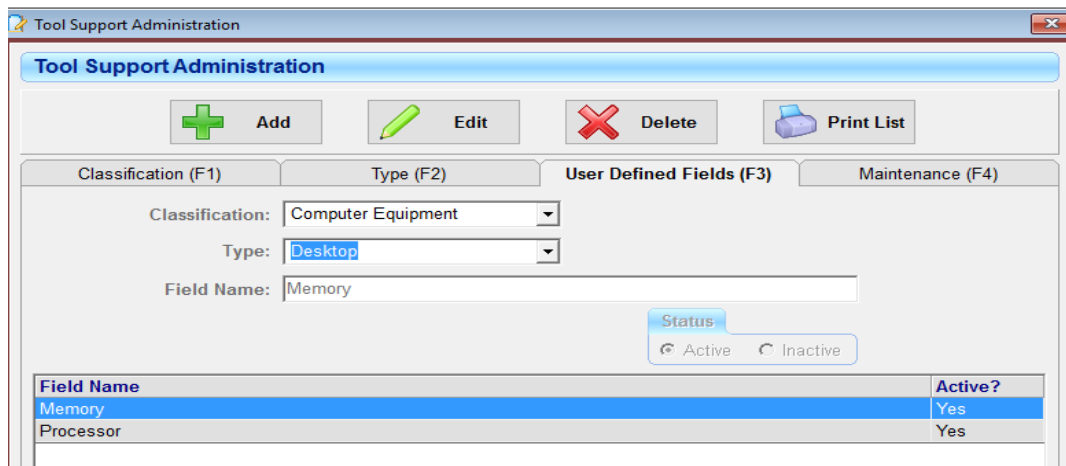 Tool Support Administration
Tool Support Administration
Add Edit Delete Print List
Classification (F1) Type (F2) User Defined Fields (F3) Maintenance (F4)
Classification: Computer Equipment
Type: Desktop
Field Name: Memory
Status
Active Inactive
Field Name Active?
Memory Yes
Processor Yes